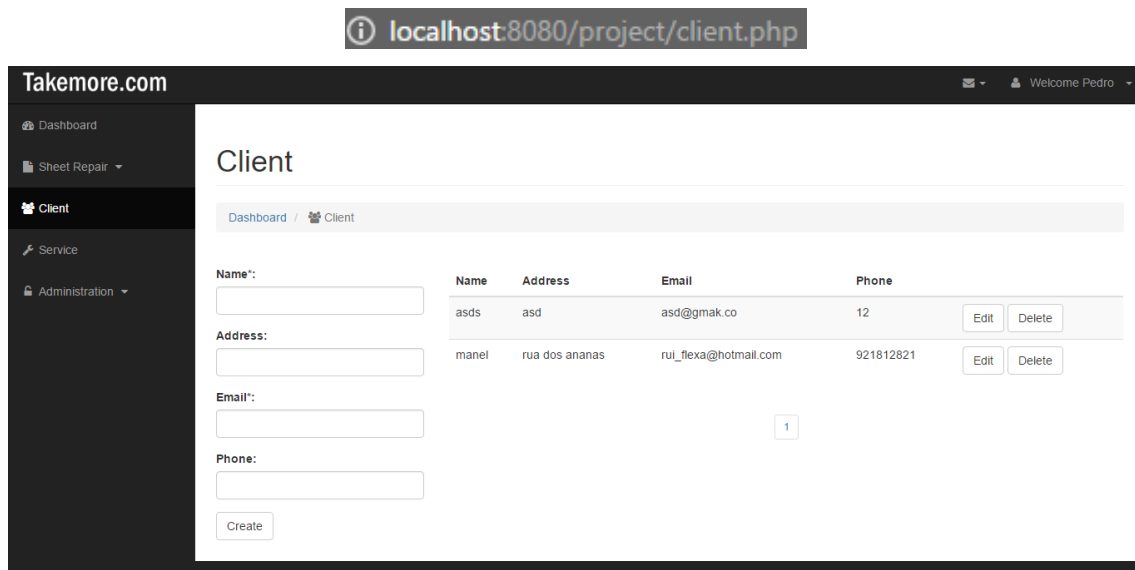 localhost:8080/project/client.php
Takemore.com
Welcome Pedro
Dashboard
Sheet Repair
Client
Service
Administration
Client
Dashboard / Client
Name*:
Address:
Email*:
Phone:
Create
Name Address Email Phone
asds asd asd@gmak.co 12 Edit Delete
manel rua dos ananas rui_flexa@hotmail.com 921812821 Edit Delete
1